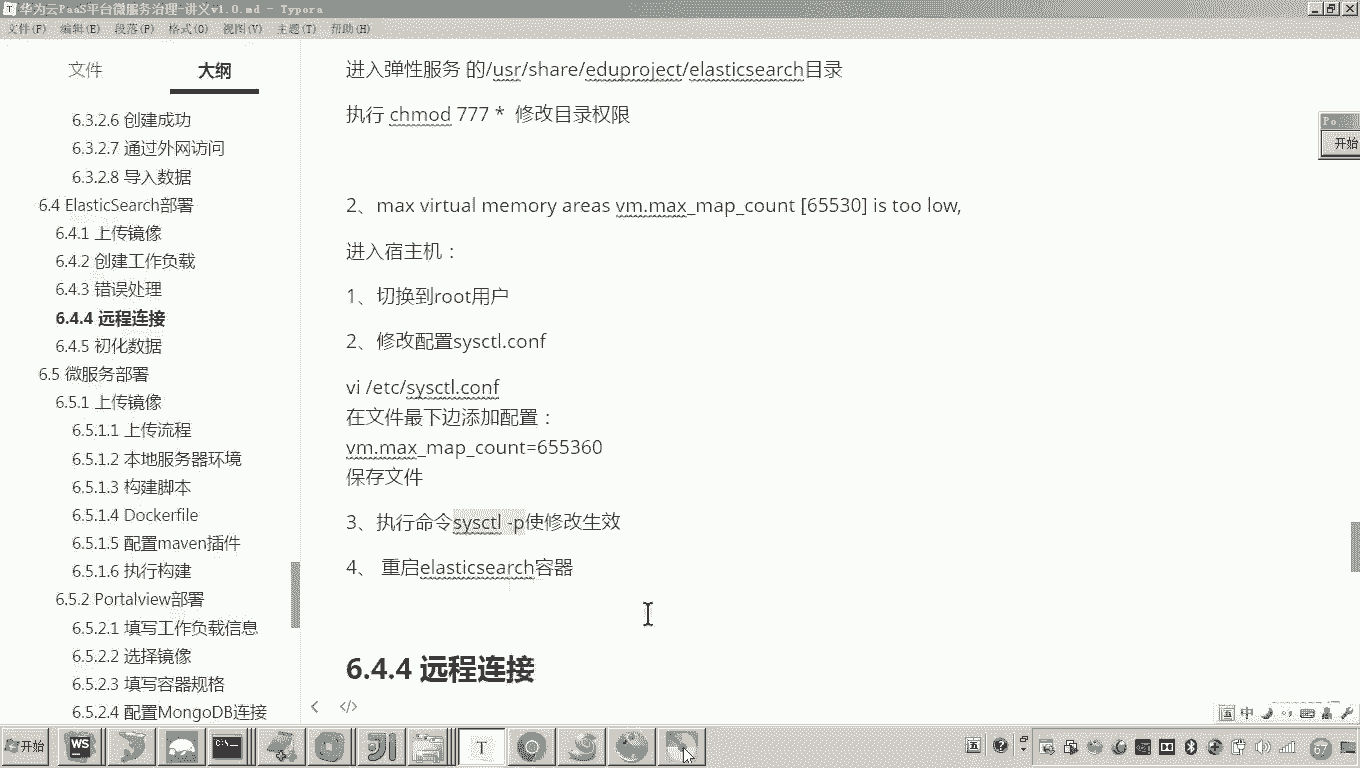 华为云PaaS平台微服务治理-讲义v1.0.md - Typora
文件(F) 编辑(E) 段落(P) 格式(O) 视图(V) 主题(T) 帮助(H)
文件 大纲
6.3.2.6 创建成功
6.3.2.7 通过外网访问
6.3.2.8 导入数据
6.4 ElasticSearch部署
6.4.1 上传镜像
6.4.2 创建工作负载
6.4.3 错误处理
6.4.4 远程连接
6.4.5 初化数据
6.5 微服务部署
6.5.1 上传镜像
6.5.1.1 上传流程
6.5.1.2 本地服务器环境
6.5.1.3 构建脚本
6.5.1.4 Dockerfile
6.5.1.5 配置maven插件
6.5.1.6 执行构建
6.5.2 Portalview部署
6.5.2.1 填写工作负载信息
6.5.2.2 选择镜像
6.5.2.3 填写容器规格
6.5.2.4 配置MongoDB连接
进入弹性服务 的/usr/share/eduproject/elasticsearch目录
执行 chmod 777 * 修改目录权限
2、max virtual memory areas vm.max_map_count [65530] is too low,
进入宿主机：
1、切换到root用户
2、修改配置sysctl.conf
vi /etc/sysctl.conf
在文件最下边添加配置：
vm.max_map_count=655360
保存文件
3、执行命令sysctl -p使修改生效
4、 重启elasticsearch容器
6.4.4 远程连接
Po
开始
中
开始
WS
C:\
T
五
67